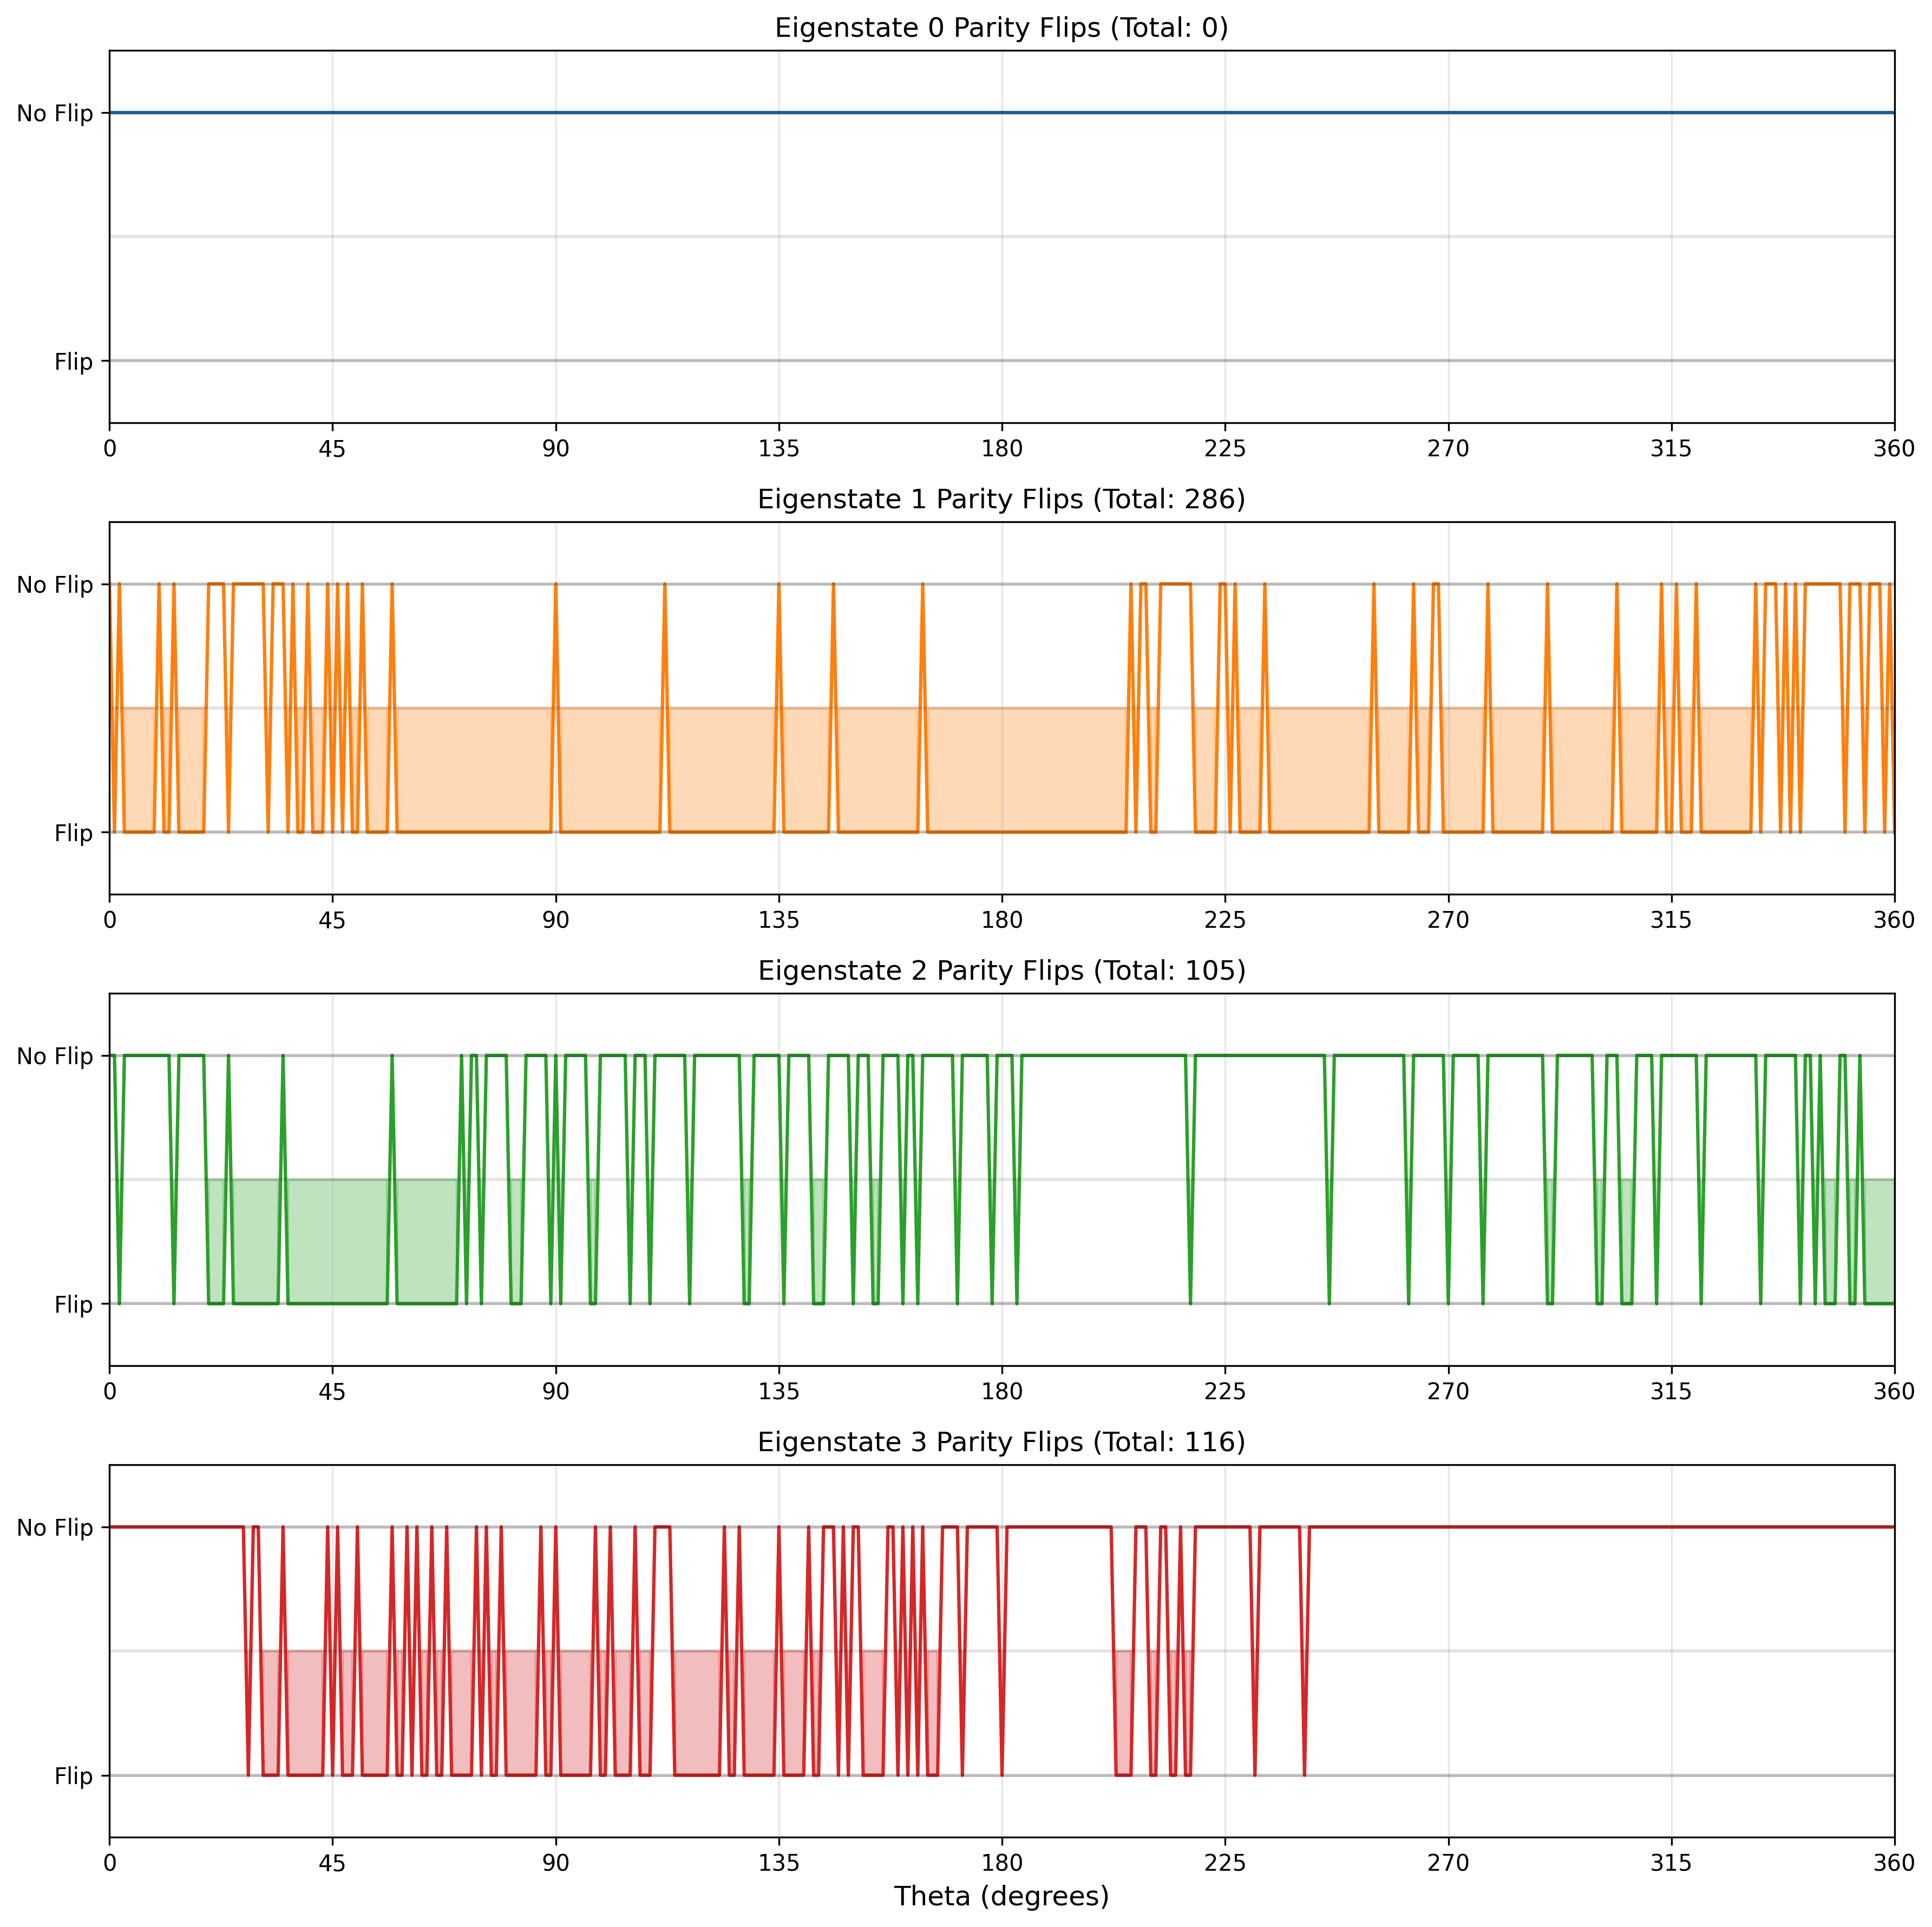 Eigenstate 0 Parity Flips (Total: 0)
No Flip
Flip
0 45 90 135 180 225 270 315 360
Eigenstate 1 Parity Flips (Total: 286)
No Flip
Flip
0 45 90 135 180 225 270 315 360
Eigenstate 2 Parity Flips (Total: 105)
No Flip
Flip
0 45 90 135 180 225 270 315 360
Eigenstate 3 Parity Flips (Total: 116)
No Flip
Flip
0 45 90 135 180 225 270 315 360
Theta (degrees)